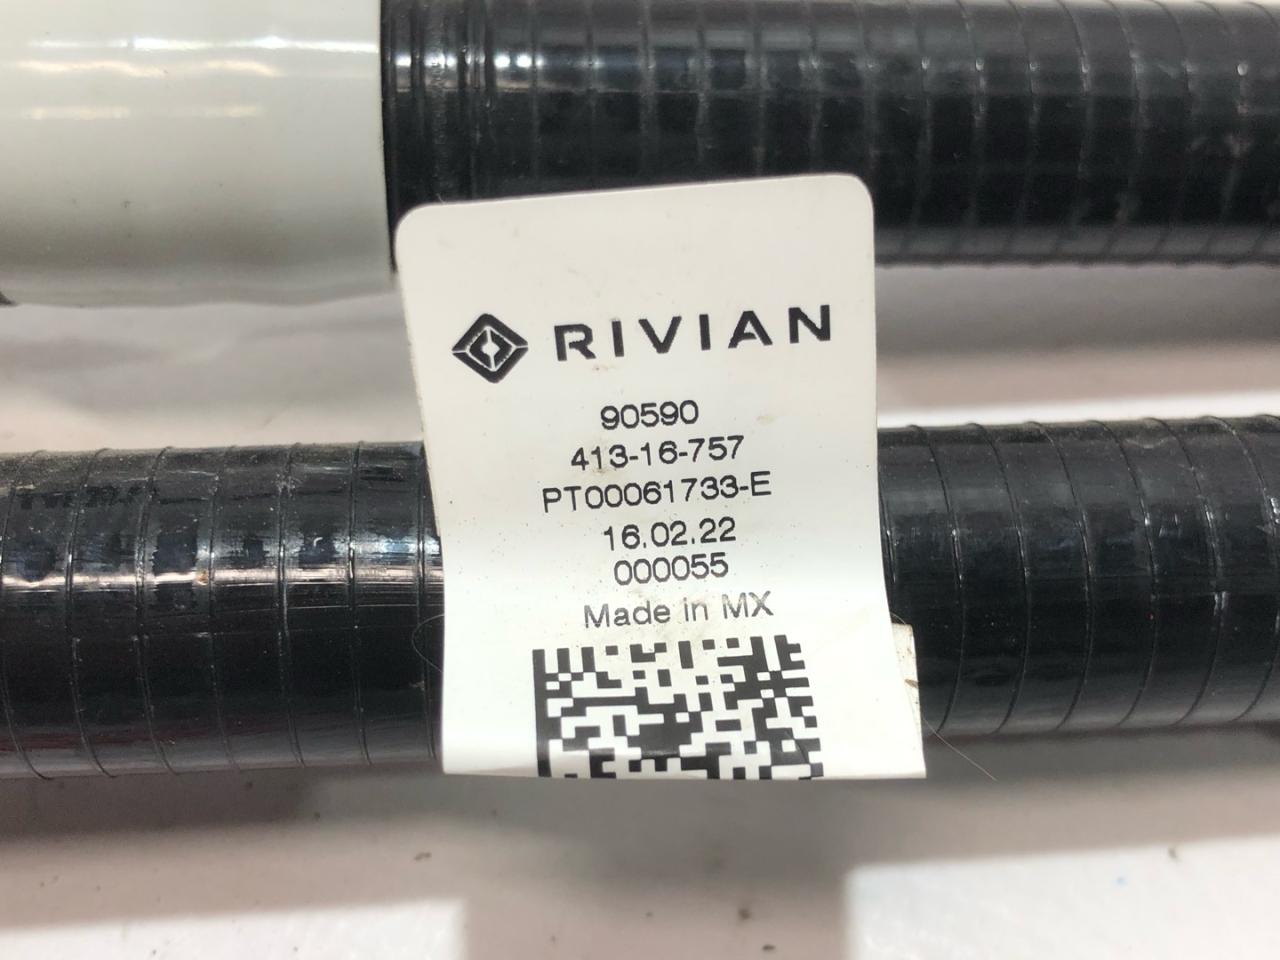 RIVIAN
90590
413-16-757
PT00061733-E
16.02.22
000055
Made in MX